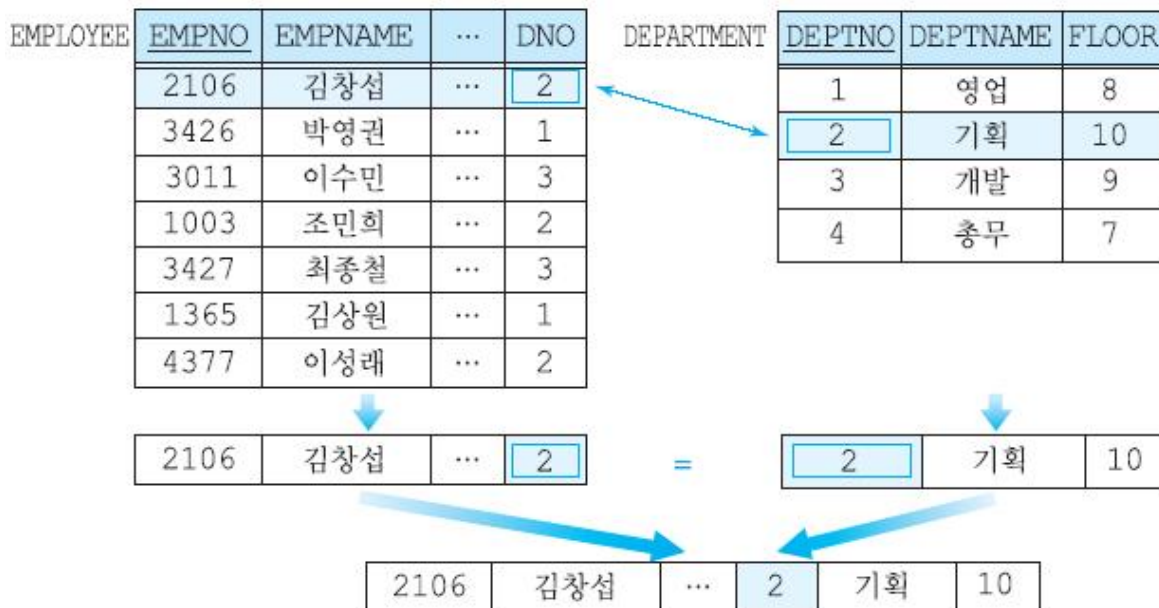 EMPLOYEE EMPNO EMPNAME … DNO
2106 김창섭 … 2
3426 박영권 … 1
3011 이수민 … 3
1003 조민희 … 2
3427 최종철 … 3
1365 김상원 … 1
4377 이성래 … 2
DEPARTMENT DEPTNO DEPTNAME FLOOR
1 영업 8
2 기획 10
3 개발 9
4 총무 7
2106 김창섭 … 2 = 2 기획 10
2106 김창섭 … 2 기획 10